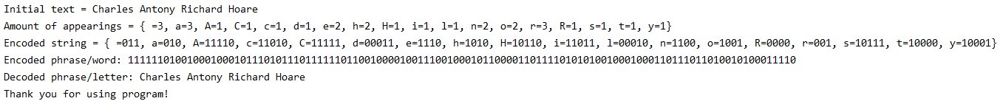 Initial text = Charles Antony Richard Hoare
Amount of appearings = { =3, a=3, A=1, C=1, c=1, d=1, e=2, h=2, H=1, i=1, l=1, n=2, o=2, r=3, R=1, s=1, t=1, y=1}
Encoded string = { =011, a=010, A=11110, c=11010, C=11111, d=00011, e=1110, h=1010, H=10110, i=11011, l=00010, n=1100, o=1001, R=0000, r=001, s=10111, t=10000, y=10001}
Encoded phrase/word: 11111101001000100010111010111011111101100100001001110010001011000011011110101010010001000110111011010010100011110
Decoded phrase/letter: Charles Antony Richard Hoare
Thank you for using program!